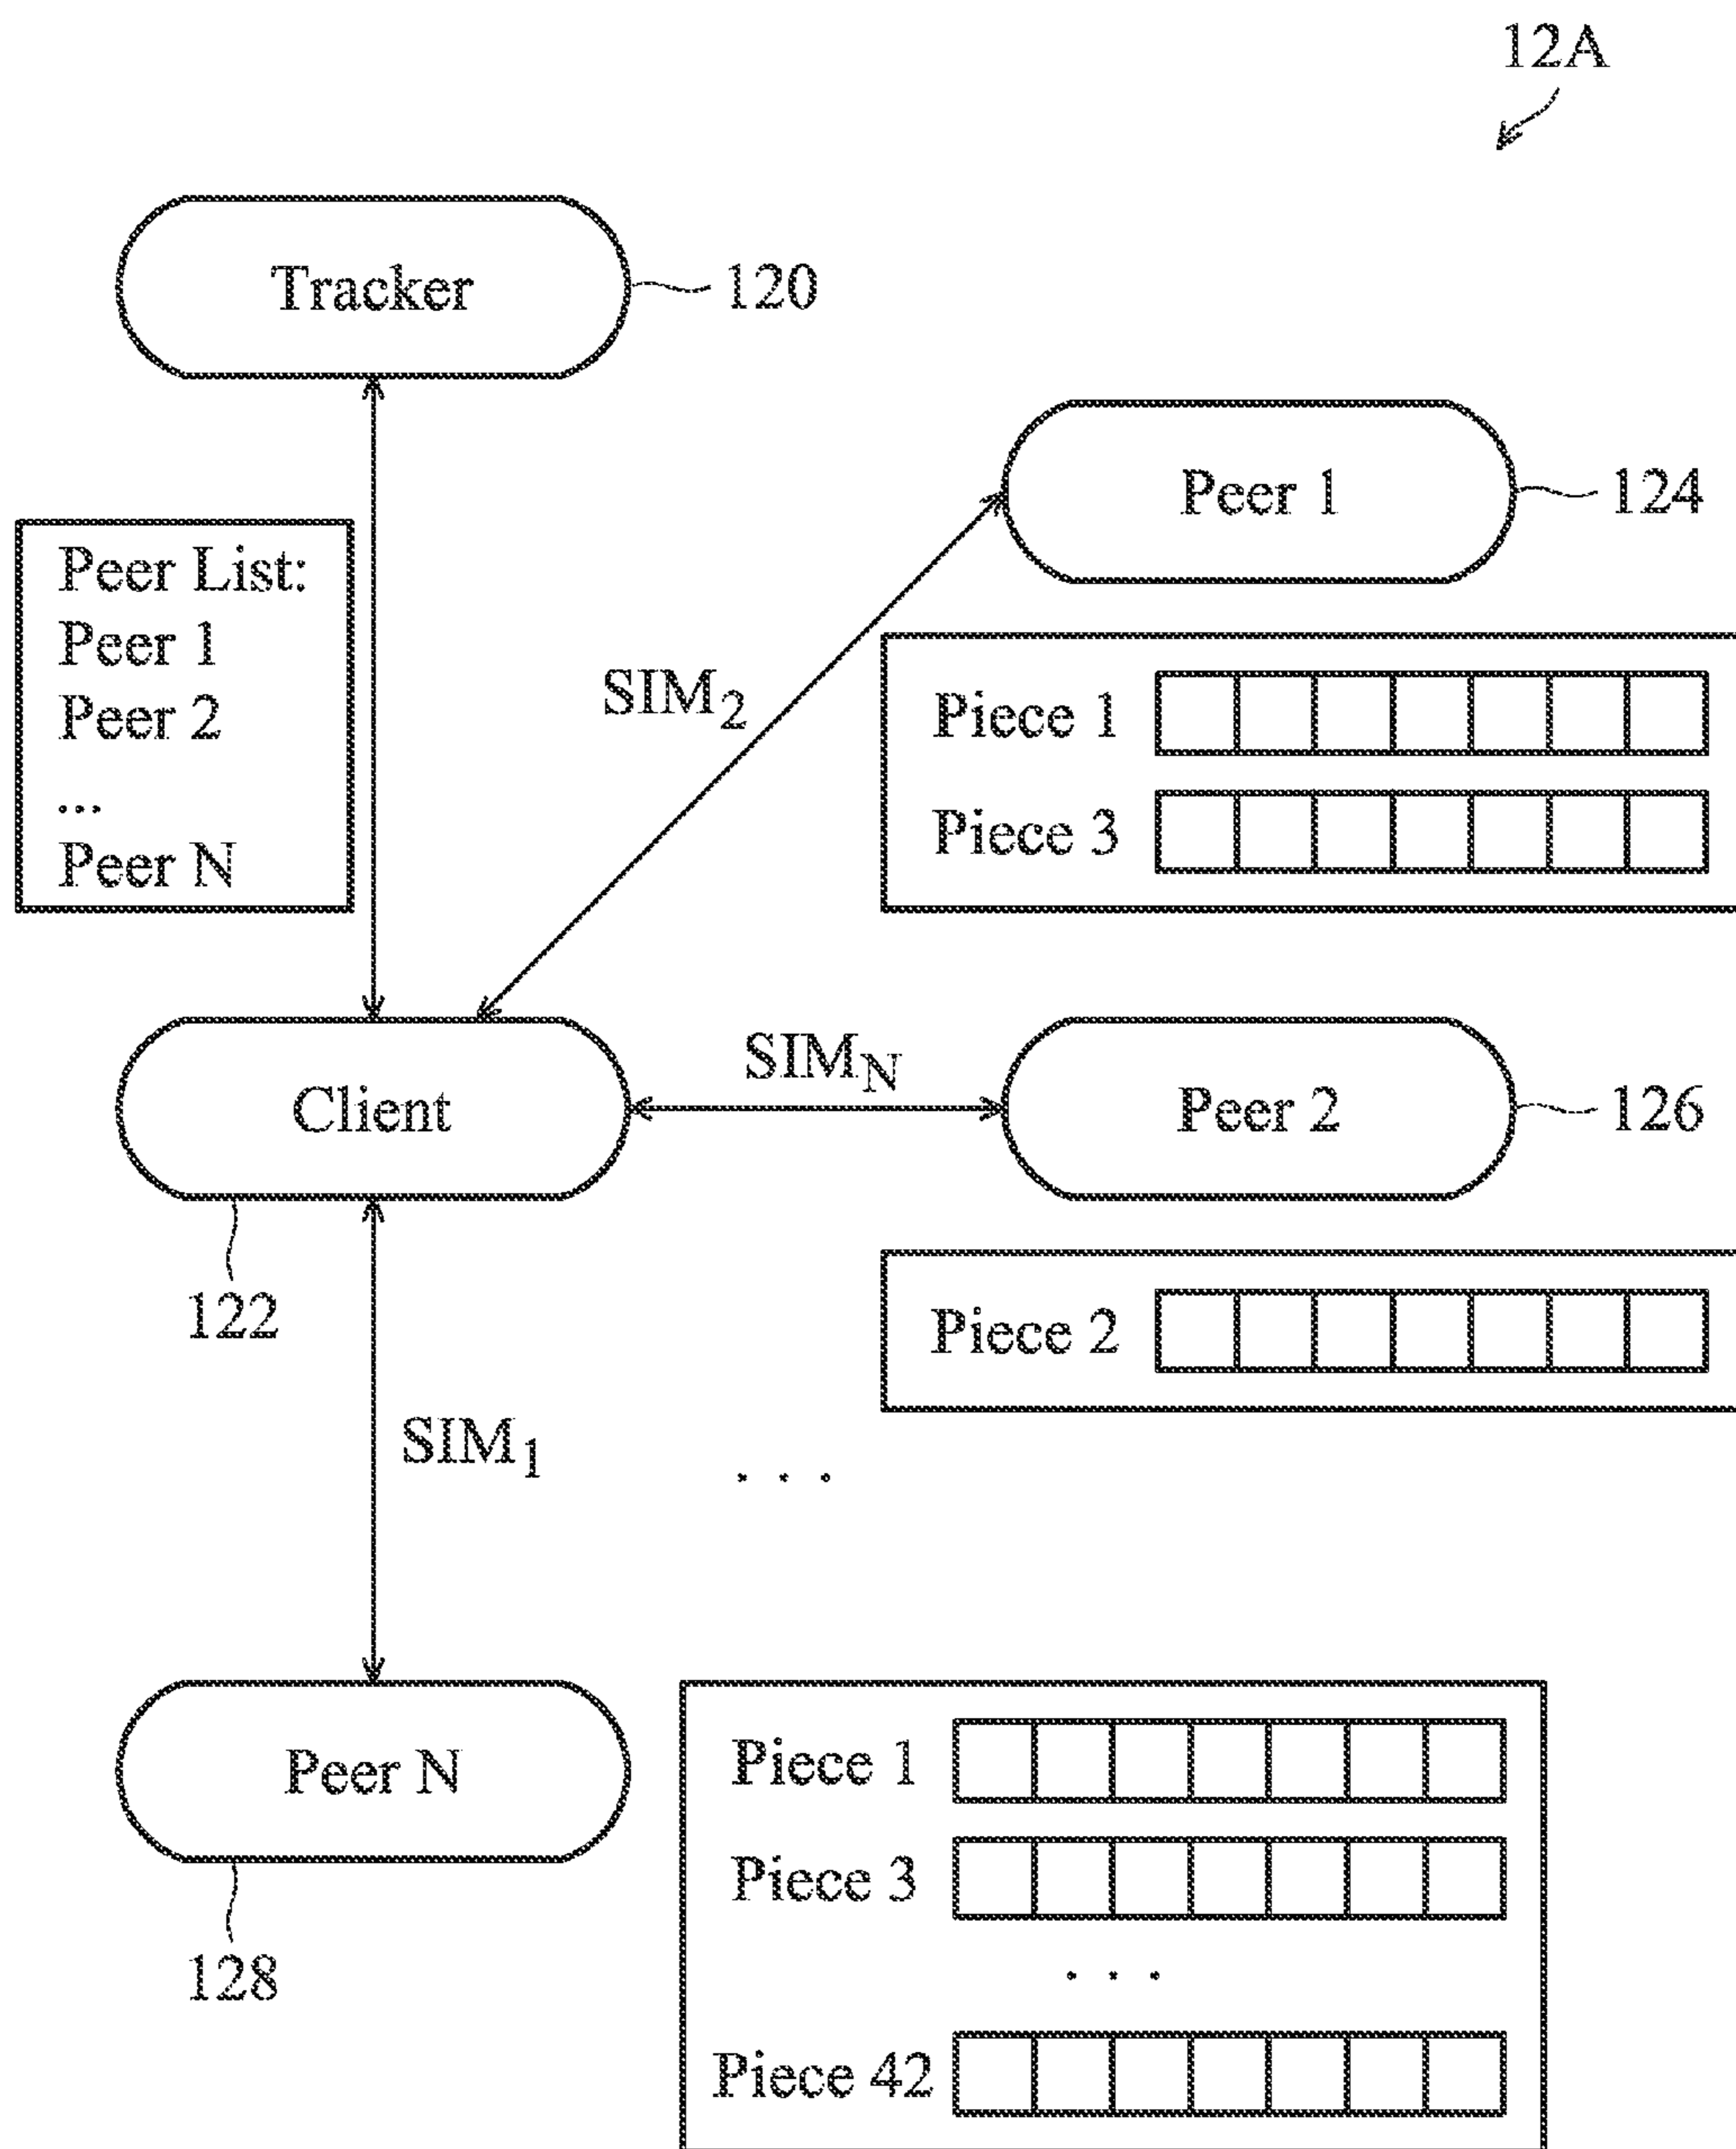 12A
Tracker
120
Peer 1
124
Peer List:
Peer 1
Peer 2
...
Peer N
SIM2
Piece 1
Piece 3
Client
122
SIMN
Peer 2
126
Piece 2
SIM1
. . .
Peer N
128
Piece 1
Piece 3
. . .
Piece 42